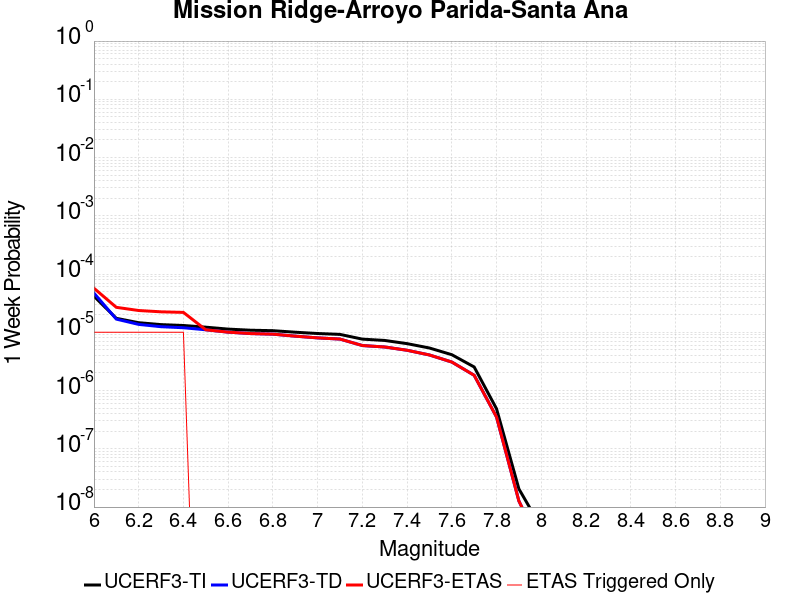 Mission Ridge-Arroyo Parida-Santa Ana
10^0
10^-1
10^-2
10^-3
10^-4
10^-5
10^-6
10^-7
10^-8
1 Week Probability
6 6.2 6.4 6.6 6.8 7 7.2 7.4 7.6 7.8 8 8.2 8.4 8.6 8.8 9
Magnitude
UCERF3-TI UCERF3-TD UCERF3-ETAS ETAS Triggered Only